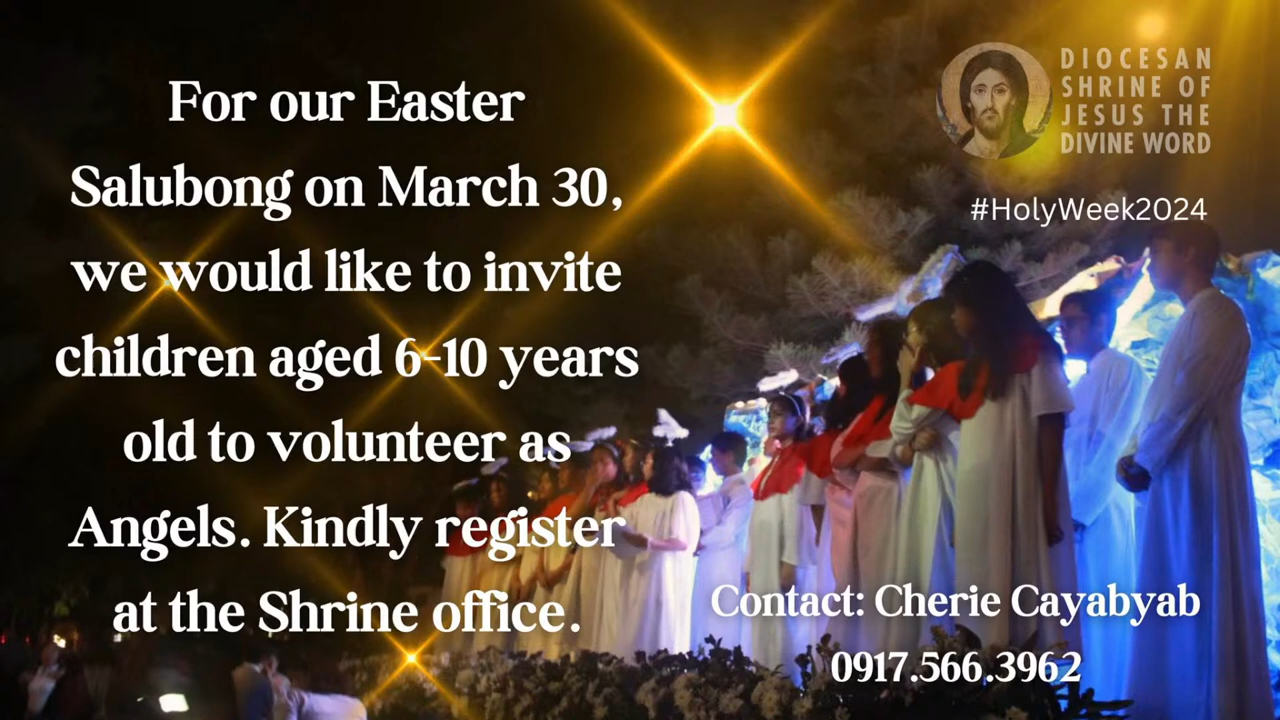 For our Easter
Salubong on March 30,
we would like to invite
children aged 6-10 years
old to volunteer as
Angels. Kindly register
at the Shrine office.
DIOCESAN
SHRINE OF
JESUS THE
DIVINE WORD
#HolyWeek2024
Contact: Cherie Cayabyab
0917.566.3962